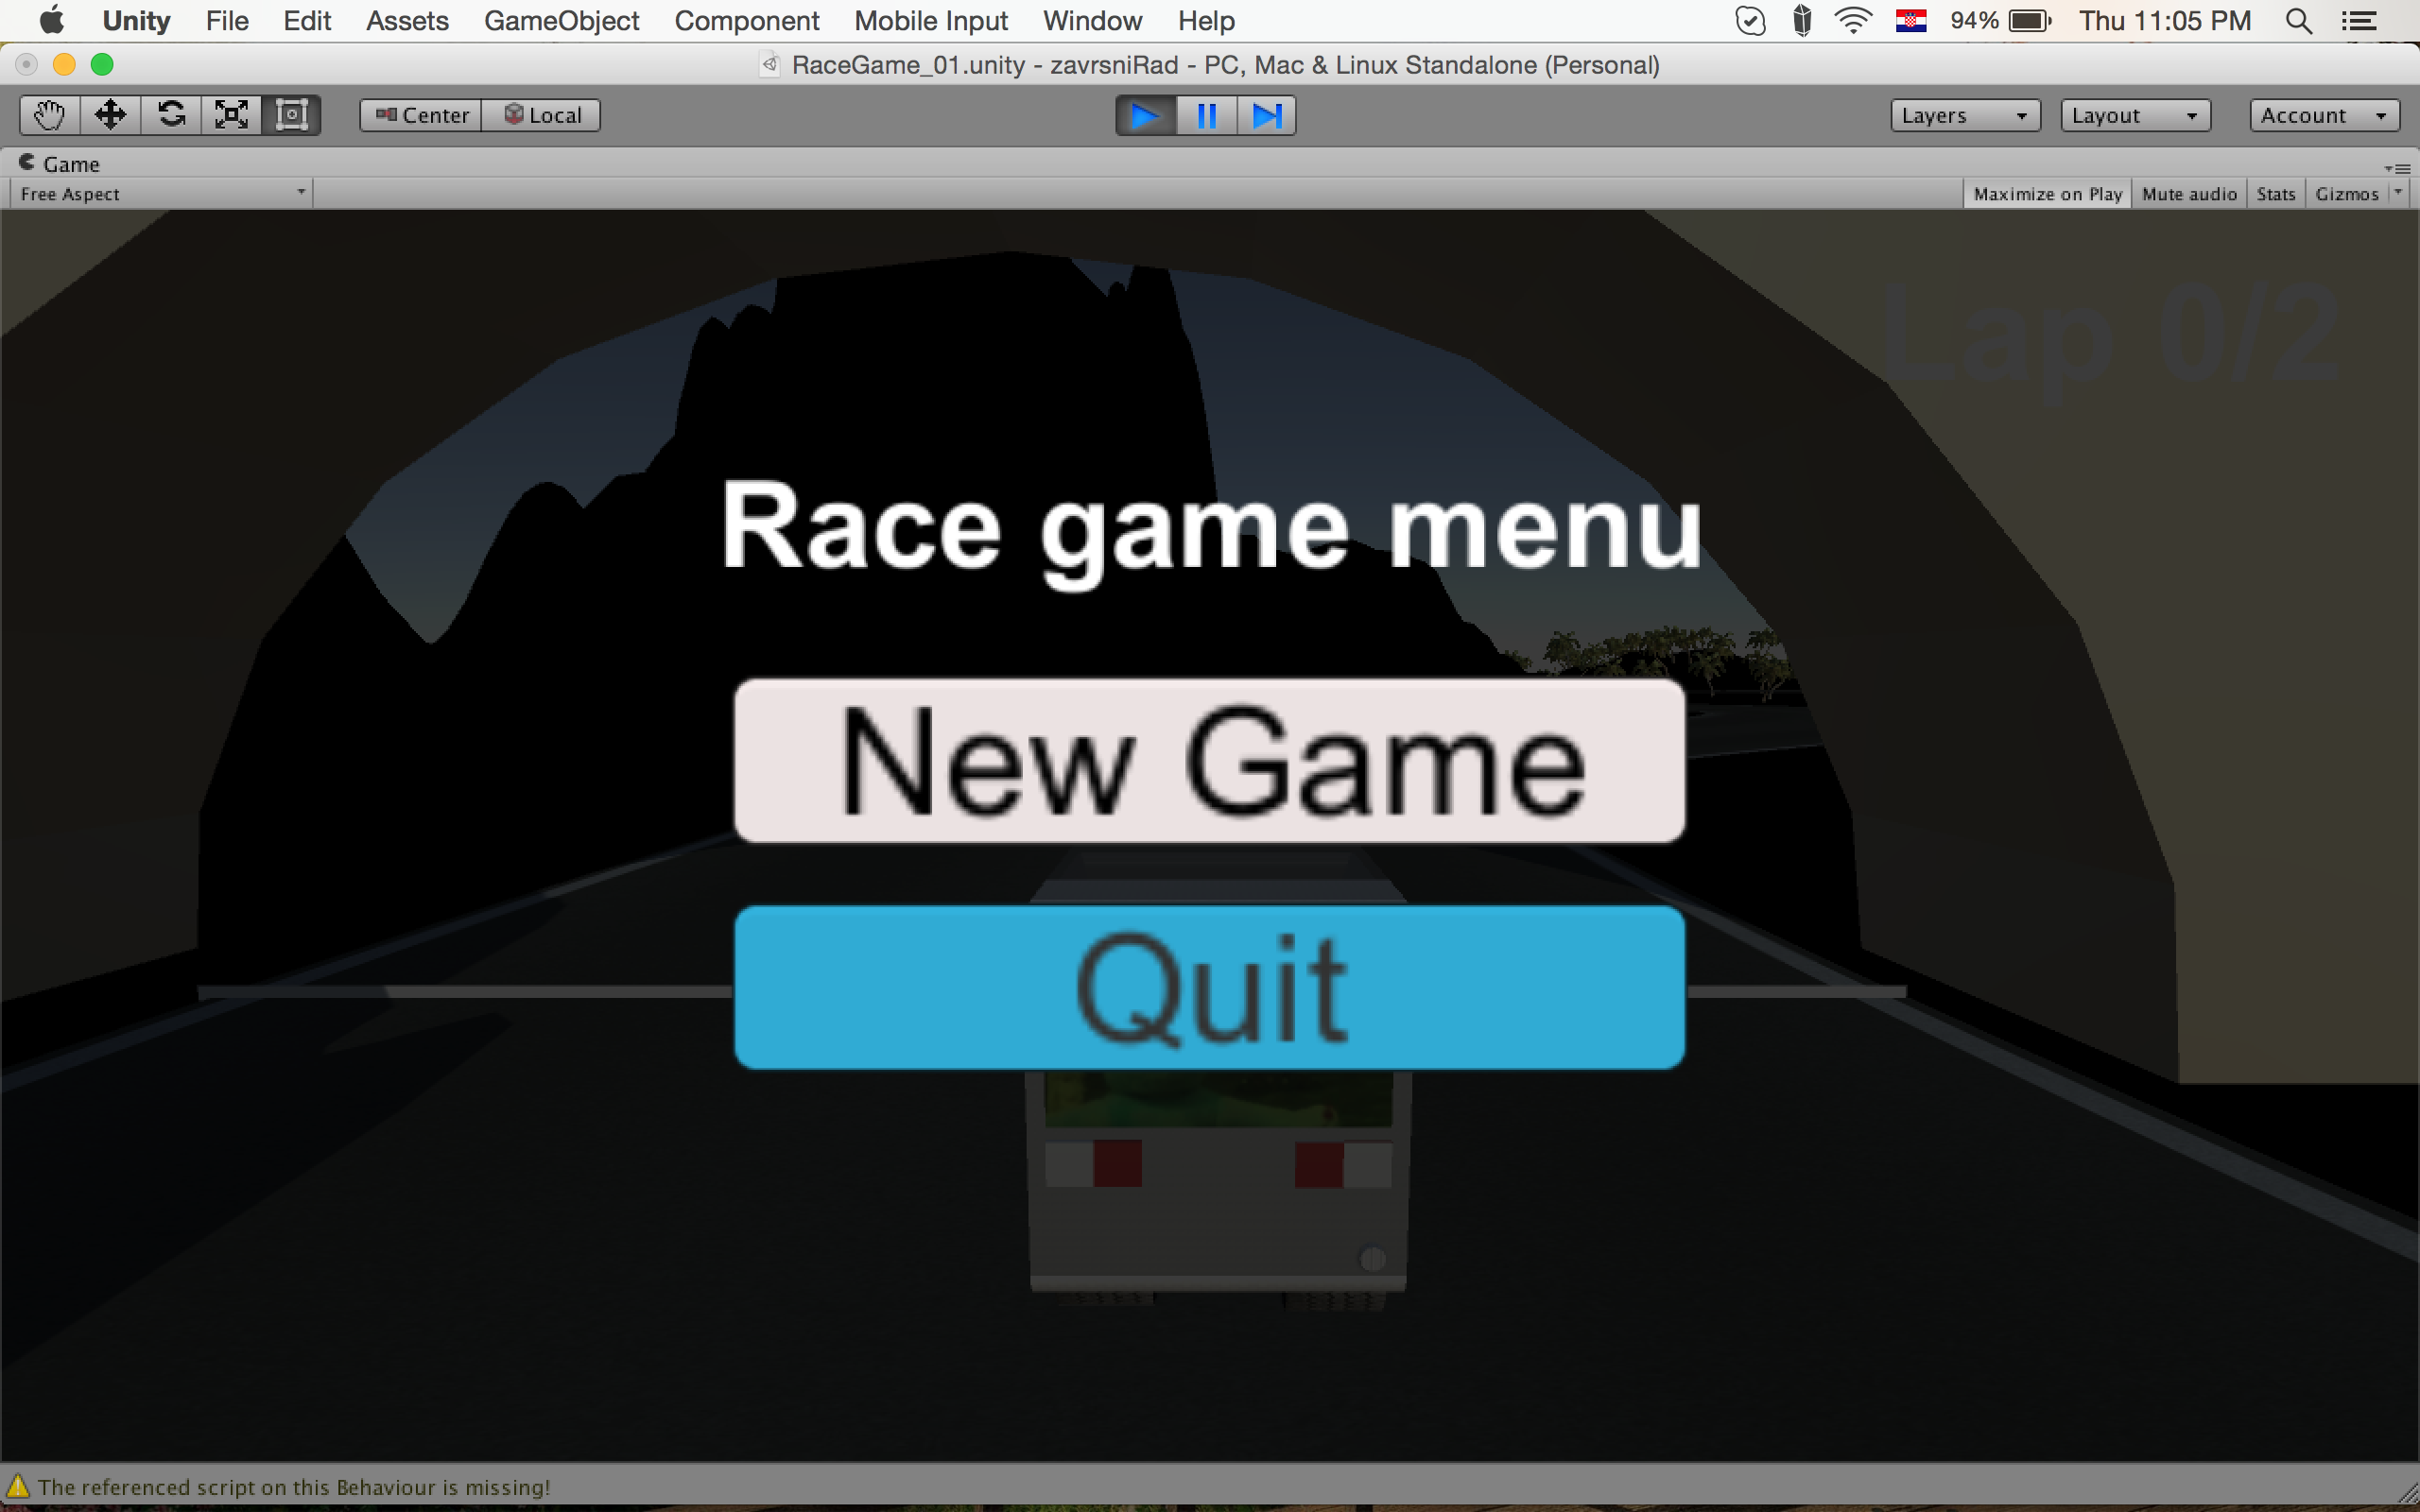 Unity File Edit Assets GameObject Component Mobile Input Window Help 94% Thu 11:05 PM
RaceGame_01.unity - zavrsniRad - PC, Mac & Linux Standalone (Personal)
Center Local Layers Layout Account
Game
Free Aspect Maximize on Play Mute audio Stats Gizmos
Lap 0/2
Race game menu
New Game
Quit
The referenced script on this Behaviour is missing!